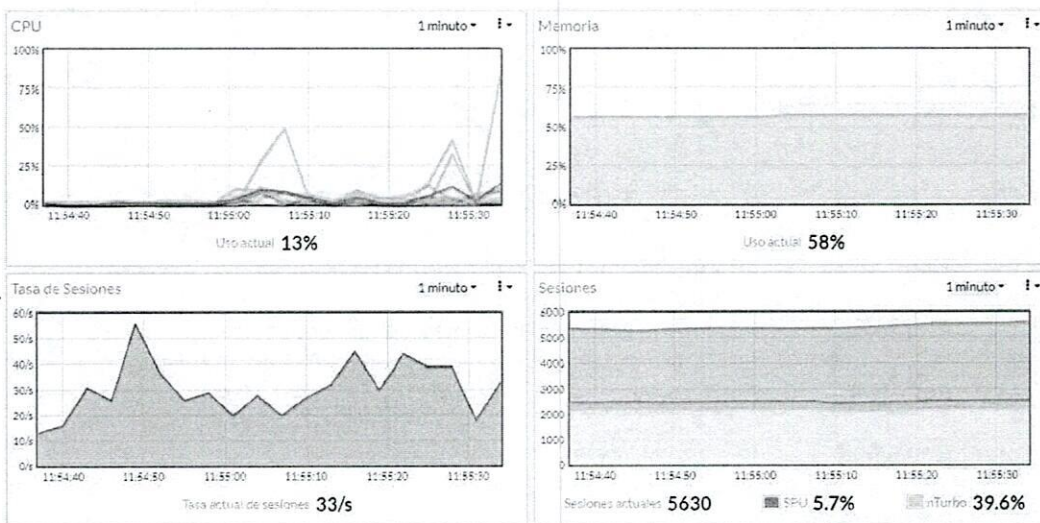 CPU
1 minuto
100%
75%
50%
25%
0%
11:54:40 11:54:50 11:55:00 11:55:10 11:55:20 11:55:30
Uso actual 13%
Memoria
1 minuto
100%
75%
50%
25%
0%
11:54:40 11:54:50 11:55:00 11:55:10 11:55:20 11:55:30
Uso actual 58%
Tasa de Sesiones
1 minuto
60/s
50/s
40/s
30/s
20/s
10/s
0/s
11:54:40 11:54:50 11:55:00 11:55:10 11:55:20 11:55:30
Tasa actual de sesiones 33/s
Sesiones
1 minuto
6000
5000
4000
3000
2000
1000
0
11:54:40 11:54:50 11:55:00 11:55:10 11:55:20 11:55:30
Sesiones actuales 5630 SPU 5.7% nTurbo 39.6%